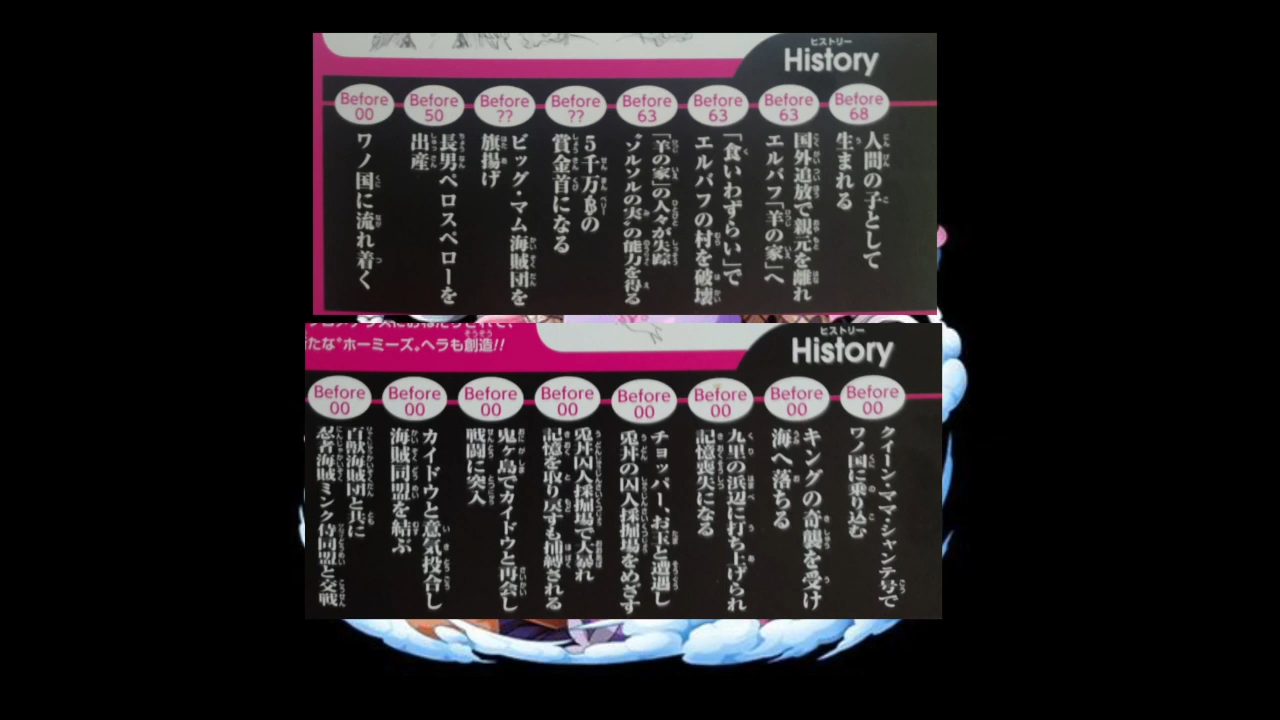 ヒストリー
History
Before
68
人間の子として
生まれる
Before
63
国外追放で親元を離れ
エルバフ「羊の家」へ
Before
63
「食いわずらい」で
エルバフの村を破壊
Before
63
「羊の家」の人々が失踪
“ソルソルの実”の能力を得る
Before
??
5千万฿の
賞金首になる
Before
??
ビッグ・マム海賊団を
旗揚げ
Before
50
長男ペロスペローを
出産
Before
00
ワノ国に流れ着く
たな“ホーミーズ„ヘラも創造!!
ヒストリー
History
Before
00
クイーン・ママ・シャンテ号で
ワノ国に乗り込む
Before
00
キングの奇襲を受け
海へ落ちる
Before
00
九里の浜辺に打ち上げられ
記憶喪失になる
Before
00
チョッパー、お玉と遭遇し
兎丼の囚人採掘場をめざす
Before
00
兎丼囚人採掘場で大暴れ
記憶を取り戻すも捕縛される
Before
00
鬼ヶ島でカイドウと再会し
戦闘に突入
Before
00
カイドウと意気投合し
海賊同盟を結ぶ
Before
00
百獣海賊団と共に
忍者海賊ミンク侍同盟と交戦